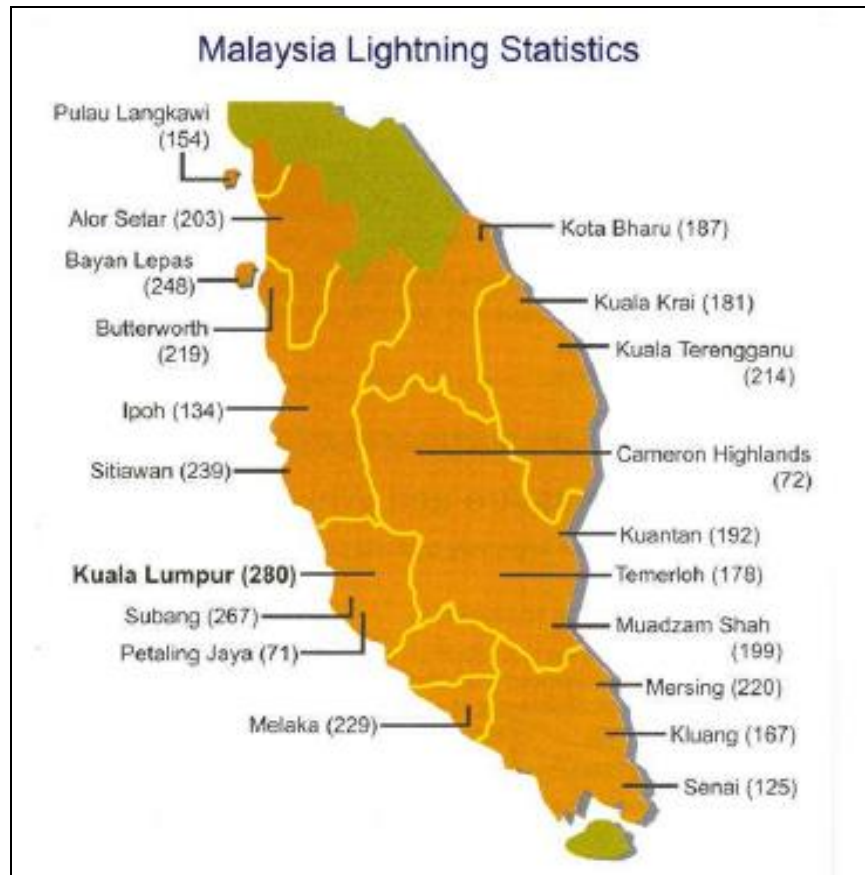 Malaysia Lightning Statistics
Pulau Langkawi
(154)
Alor Setar (203)
Bayan Lepas
(248)
Butterworth
(219)
Ipoh (134)
Sitiawan (239)
Kuala Lumpur (280)
Subang (267)
Petaling Jaya (71)
Melaka (229)
Kota Bharu (187)
Kuala Krai (181)
Kuala Terengganu
(214)
Cameron Highlands
(72)
Kuantan (192)
Temerloh (178)
Muadzam Shah
(199)
Mersing (220)
Kluang (167)
Senai (125)